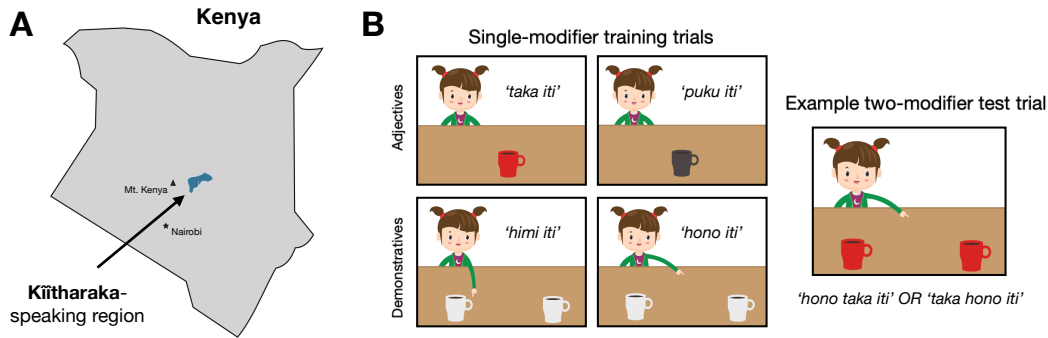 A
Kenya
Mt. Kenya
Nairobi
Kĩĩtharaka-
speaking region
B
Single-modifier training trials
Adjectives
‘taka iti’
‘puku iti’
Demonstratives
‘himi iti’
‘hono iti’
Example two-modifier test trial
‘hono taka iti’ OR ‘taka hono iti’